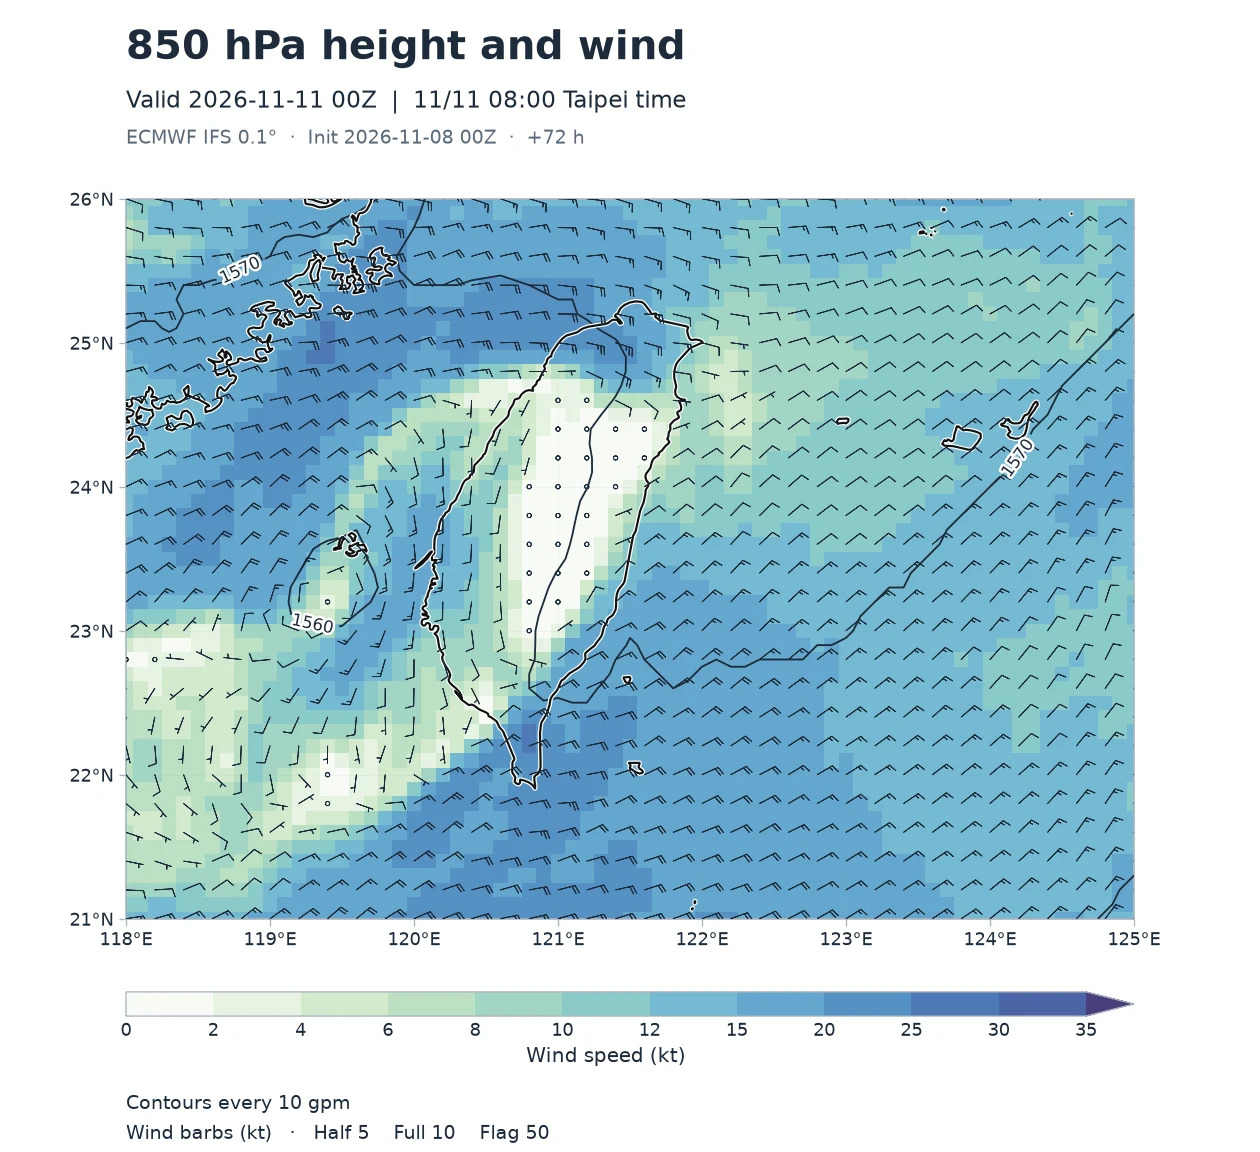 850 hPa height and wind
Valid 2026-11-11 00Z | 11/11 08:00 Taipei time
ECMWF IFS 0.1° · Init 2026-11-08 00Z · +72 h
26°N
1570
25°N
1570
24°N
1560
23°N
22°N
21°N
118°E 119°E 120°E 121°E 122°E 123°E 124°E 125°E
0 2 4 6 8 10 12 15 20 25 30 35
Wind speed (kt)
Contours every 10 gpm
Wind barbs (kt) · Half 5 Full 10 Flag 50